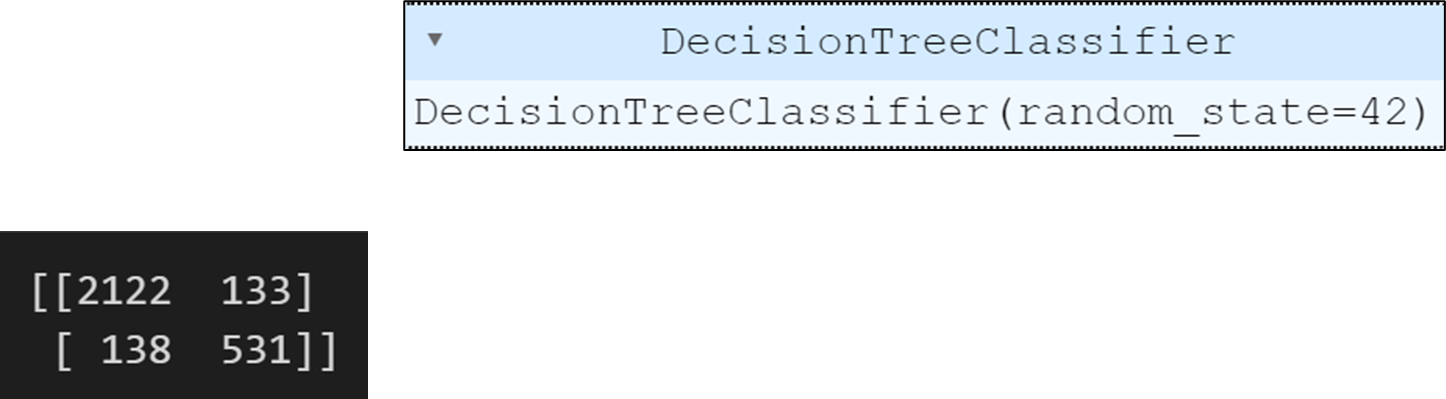 DecisionTreeClassifier
DecisionTreeClassifier(random_state=42)
[[2122  133]
 [ 138  531]]